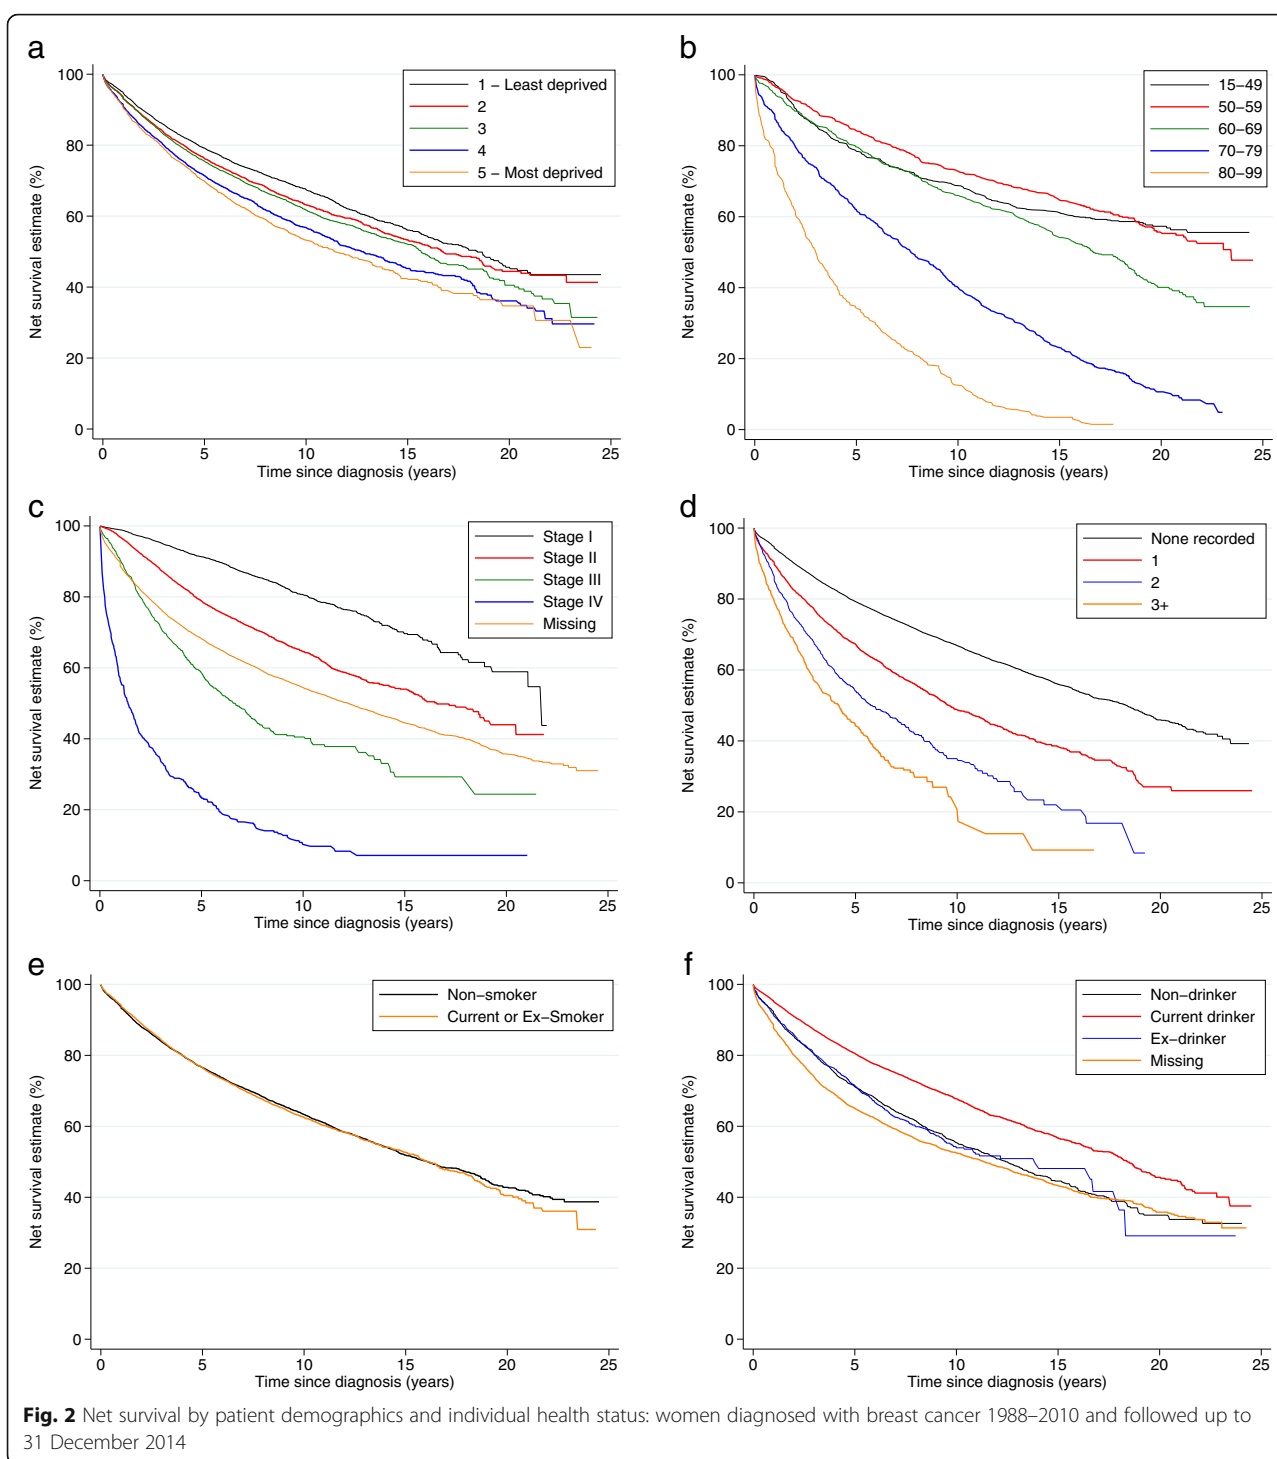 a
Net survival estimate (%)
100
80
60
40
20
0
0 5 10 15 20 25
Time since diagnosis (years)
1 – Least deprived
2
3
4
5 – Most deprived
b
Net survival estimate (%)
100
80
60
40
20
0
0 5 10 15 20 25
Time since diagnosis (years)
15–49
50–59
60–69
70–79
80–99
c
Net survival estimate (%)
100
80
60
40
20
0
0 5 10 15 20 25
Time since diagnosis (years)
Stage I
Stage II
Stage III
Stage IV
Missing
d
Net survival estimate (%)
100
80
60
40
20
0
0 5 10 15 20 25
Time since diagnosis (years)
None recorded
1
2
3+
e
Net survival estimate (%)
100
80
60
40
20
0
0 5 10 15 20 25
Time since diagnosis (years)
Non–smoker
Current or Ex–Smoker
f
Net survival estimate (%)
100
80
60
40
20
0
0 5 10 15 20 25
Time since diagnosis (years)
Non–drinker
Current drinker
Ex–drinker
Missing
Fig. 2 Net survival by patient demographics and individual health status: women diagnosed with breast cancer 1988–2010 and followed up to
31 December 2014